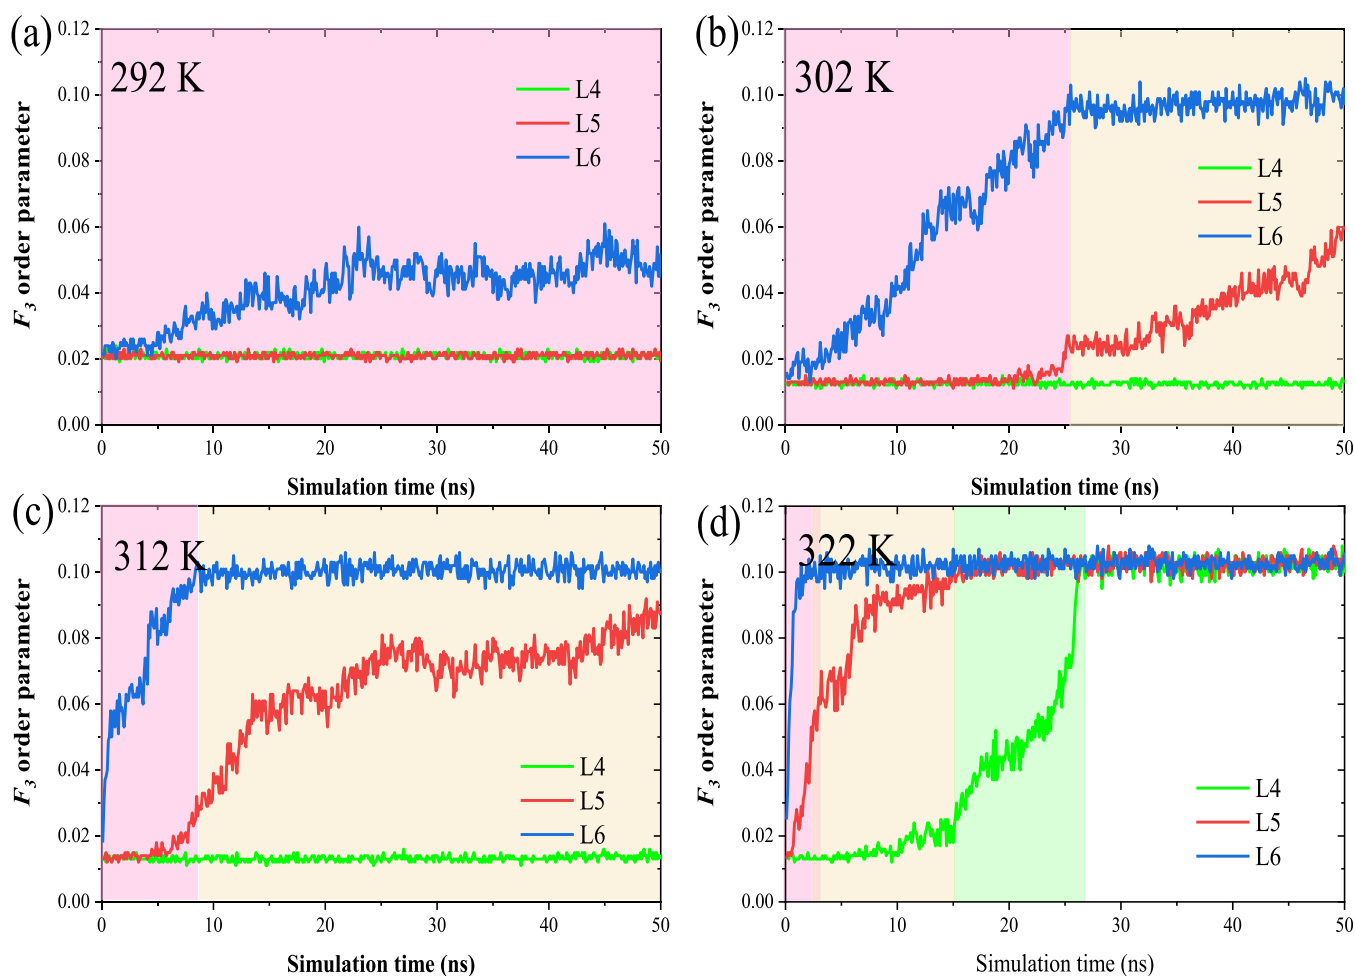 (a)
292 K
L4
L5
L6
0.12
0.10
0.08
0.06
0.04
0.02
0.00
F3 order parameter
0 10 20 30 40 50
Simulation time (ns)
(b)
302 K
L4
L5
L6
0.12
0.10
0.08
0.06
0.04
0.02
0.00
F3 order parameter
0 10 20 30 40 50
Simulation time (ns)
(c)
312 K
L4
L5
L6
0.12
0.10
0.08
0.06
0.04
0.02
0.00
F3 order parameter
0 10 20 30 40 50
Simulation time (ns)
(d)
322 K
L4
L5
L6
0.12
0.10
0.08
0.06
0.04
0.02
0.00
F3 order parameter
0 10 20 30 40 50
Simulation time (ns)